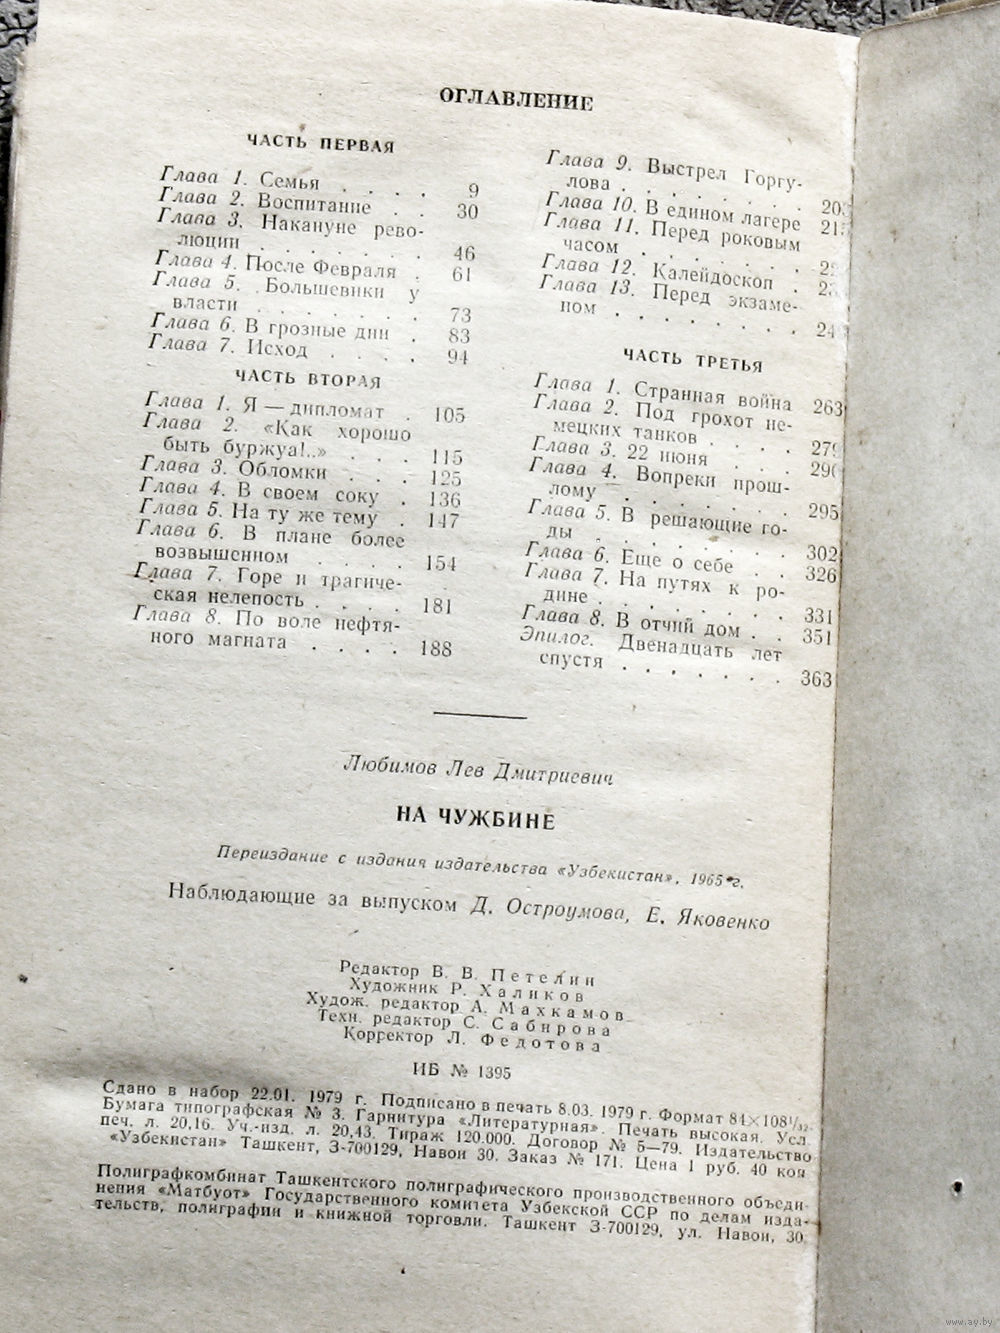 ОГЛАВЛЕНИЕ
ЧАСТЬ ПЕРВАЯ
Глава 1. Семья . . . . 9
Глава 2. Воспитание . . 30
Глава 3. Накануне рево-
люции . . . . . . 46
Глава 4. После Февраля . 61
Глава 5. Большевики у
власти . . . . . . . 73
Глава 6. В грозные дни . 83
Глава 7. Исход . . . . 94
ЧАСТЬ ВТОРАЯ
Глава 1. Я — дипломат . 105
Глава 2. «Как хорошо
быть буржуа!..» . . . 115
Глава 3. Обломки . . . 125
Глава 4. В своем соку . 136
Глава 5. На ту же тему . 147
Глава 6. В плане более
возвышенном . . . . 154
Глава 7. Горе и трагиче-
ская нелепость . . . . 181
Глава 8. По воле нефтя-
ного магната . . . . 188
Глава 9. Выстрел Горгу-
лова . . . . . . . .
Глава 10. В едином лагере
Глава 11. Перед роковым
часом . . . . . . .
Глава 12. Калейдоскоп .
Глава 13. Перед экзаме-
ном . . . . . . . .
ЧАСТЬ ТРЕТЬЯ
Глава 1. Странная война 263
Глава 2. Под грохот не-
мецких танков . . . . 279
Глава 3. 22 июня . . . 290
Глава 4. Вопреки прош-
лому . . . . . . . 295
Глава 5. В решающие го-
ды . . . . . . . . 302
Глава 6. Еще о себе . . 326
Глава 7. На путях к ро-
дине . . . . . . . 331
Глава 8. В отчий дом . . 351
Эпилог. Двенадцать лет
спустя . . . . . . . 363
Любимов Лев Дмитриевич
НА ЧУЖБИНЕ
Переиздание с издания издательства «Узбекистан», 1965 г.
Наблюдающие за выпуском Д. Остроумова, Е. Яковенко
Редактор В. В. Петелин
Художник Р. Халиков
Худож. редактор А. Махкамов
Техн. редактор С. Сабирова
Корректор Л. Федотова
ИБ № 1395
Сдано в набор 22.01. 1979 г. Подписано в печать 8.03. 1979 г. Формат 84×108¹/₃₂.
Бумага типографская № 3. Гарнитура «Литературная». Печать высокая. Усл.
печ. л. 20,16. Уч.-изд. л. 20,43. Тираж 120.000. Договор № 5—79. Издательство
«Узбекистан» Ташкент, З-700129, Навои 30. Заказ № 171. Цена 1 руб. 40 коп
Полиграфкомбинат Ташкентского полиграфического производственного объеди-
нения «Матбуот» Государственного комитета Узбекской ССР по делам изда-
тельств, полиграфии и книжной торговли. Ташкент З-700129, ул. Навои, 30
www.ay.by